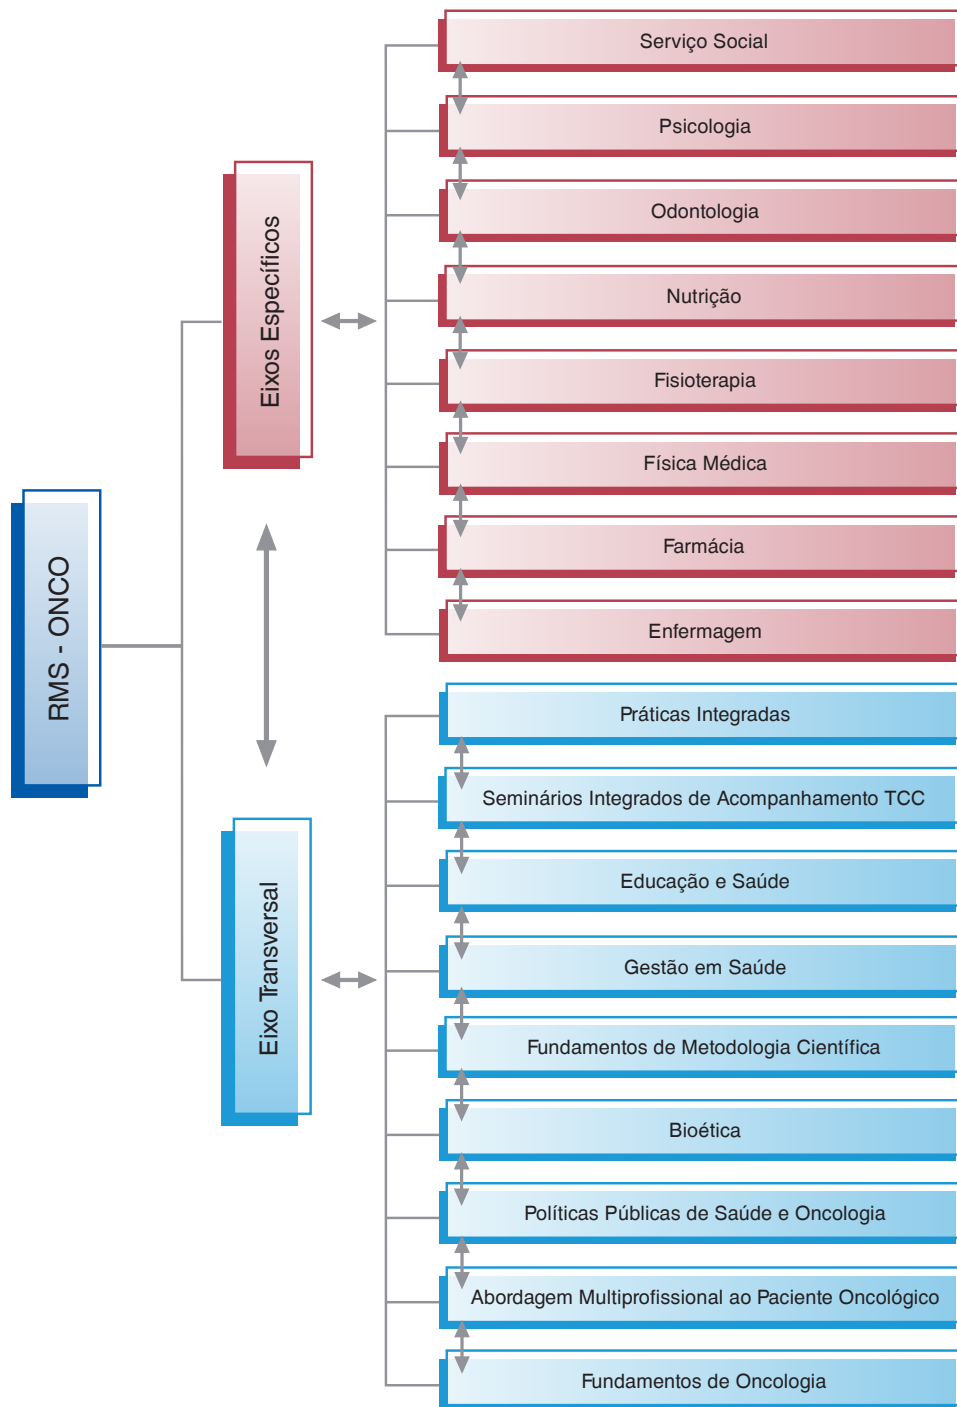 RMS - ONCO
Eixos Específicos
Serviço Social
Psicologia
Odontologia
Nutrição
Fisioterapia
Física Médica
Farmácia
Enfermagem
Eixo Transversal
Práticas Integradas
Seminários Integrados de Acompanhamento TCC
Educação e Saúde
Gestão em Saúde
Fundamentos de Metodologia Científica
Bioética
Políticas Públicas de Saúde e Oncologia
Abordagem Multiprofissional ao Paciente Oncológico
Fundamentos de Oncologia